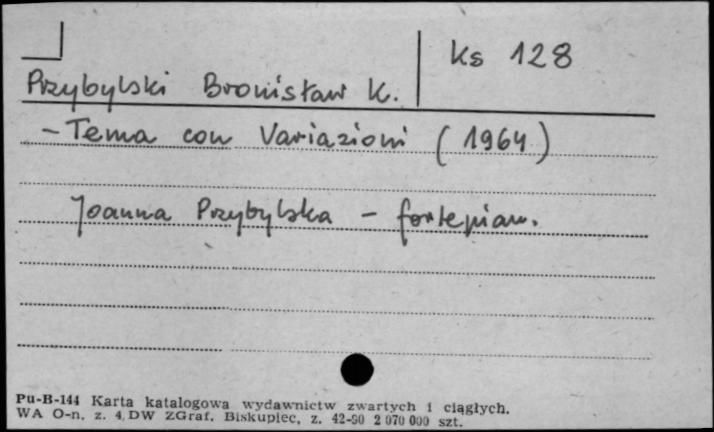 Ks 128
Przybylski Bronisław K.
- Tema con Variazioni (1964)
Joanna Przybylska - fortepian.
Pu-B-144 Karta katalogowa wydawnictw zwartych i ciągłych.
WA O-n. z. 4 DW ZGraf. Biskupiec, z. 42-90 2 070 000 szt.